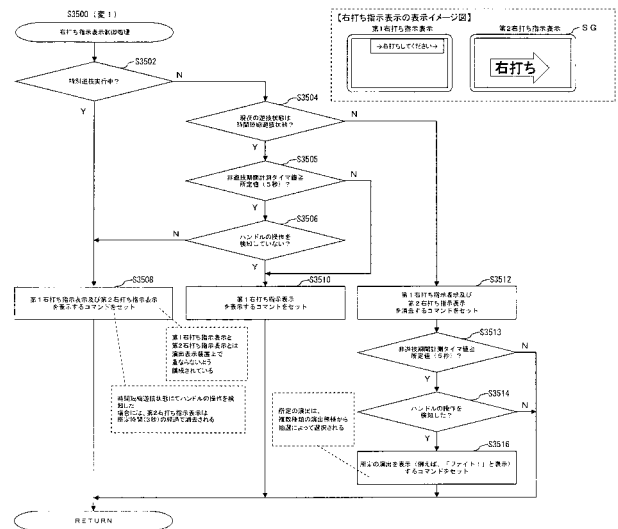 S3500（変１）
右打ち指示表示制御処理
【右打ち指示表示の表示イメージ図】
第1右打ち指示表示
第2右打ち指示表示
SG
→右打ちしてください→
右打ち
S3502
特別遊技実行中？
N
Y
S3504
現在の遊技状態は
時間短縮遊技状態？
N
Y
S3505
非遊技期間計測タイマ値≧
所定値（5秒）？
N
Y
S3506
ハンドルの操作を
検知していない？
N
Y
S3508
第1右打ち指示表示及び第2右打ち指示表示
を表示するコマンドをセット
S3510
第1右打ち指示表示
を表示するコマンドをセット
S3512
第1右打ち指示表示及び
第2右打ち指示表示を
消去するコマンドをセット
第1右打ち指示表示と
第2右打ち指示表示とは
演出表示装置上で
重ならないよう
構成されている
時間短縮遊技状態にてハンドルの操作を検
知した
場合には、第2右打ち指示表示は
所定時間(3秒)の経過で消去される
S3513
非遊技期間計測タイマ値≧
所定値（5秒）？
N
Y
S3514
ハンドルの操作を
検知した？
N
Y
所定の演出は、
複数種類の演出候補から
抽選によって選択される
S3516
所定の演出を表示（例えば、「ファイト！」と表示）
するコマンドをセット
RETURN